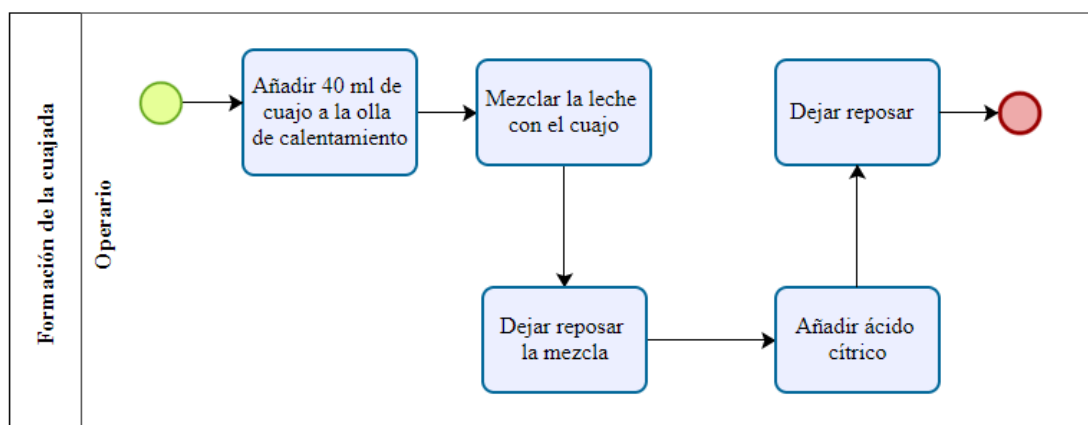 Formación de la cuajada
Operario
Añadir 40 ml de
cuajo a la olla
de calentamiento
Mezclar la leche
con el cuajo
Dejar reposar
la mezcla
Añadir ácido
cítrico
Dejar reposar